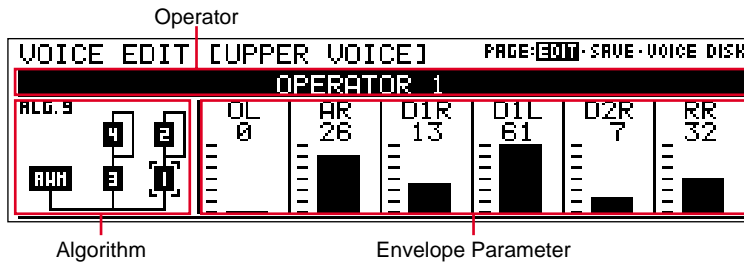 Operator
VOICE EDIT [UPPER VOICE] PAGE:EDIT·SAVE·VOICE DISK
OPERATOR 1
ALG.9 OL AR D1R D1L D2R RR
0 26 13 61 7 32
4 2
AWM 3 1
Algorithm Envelope Parameter